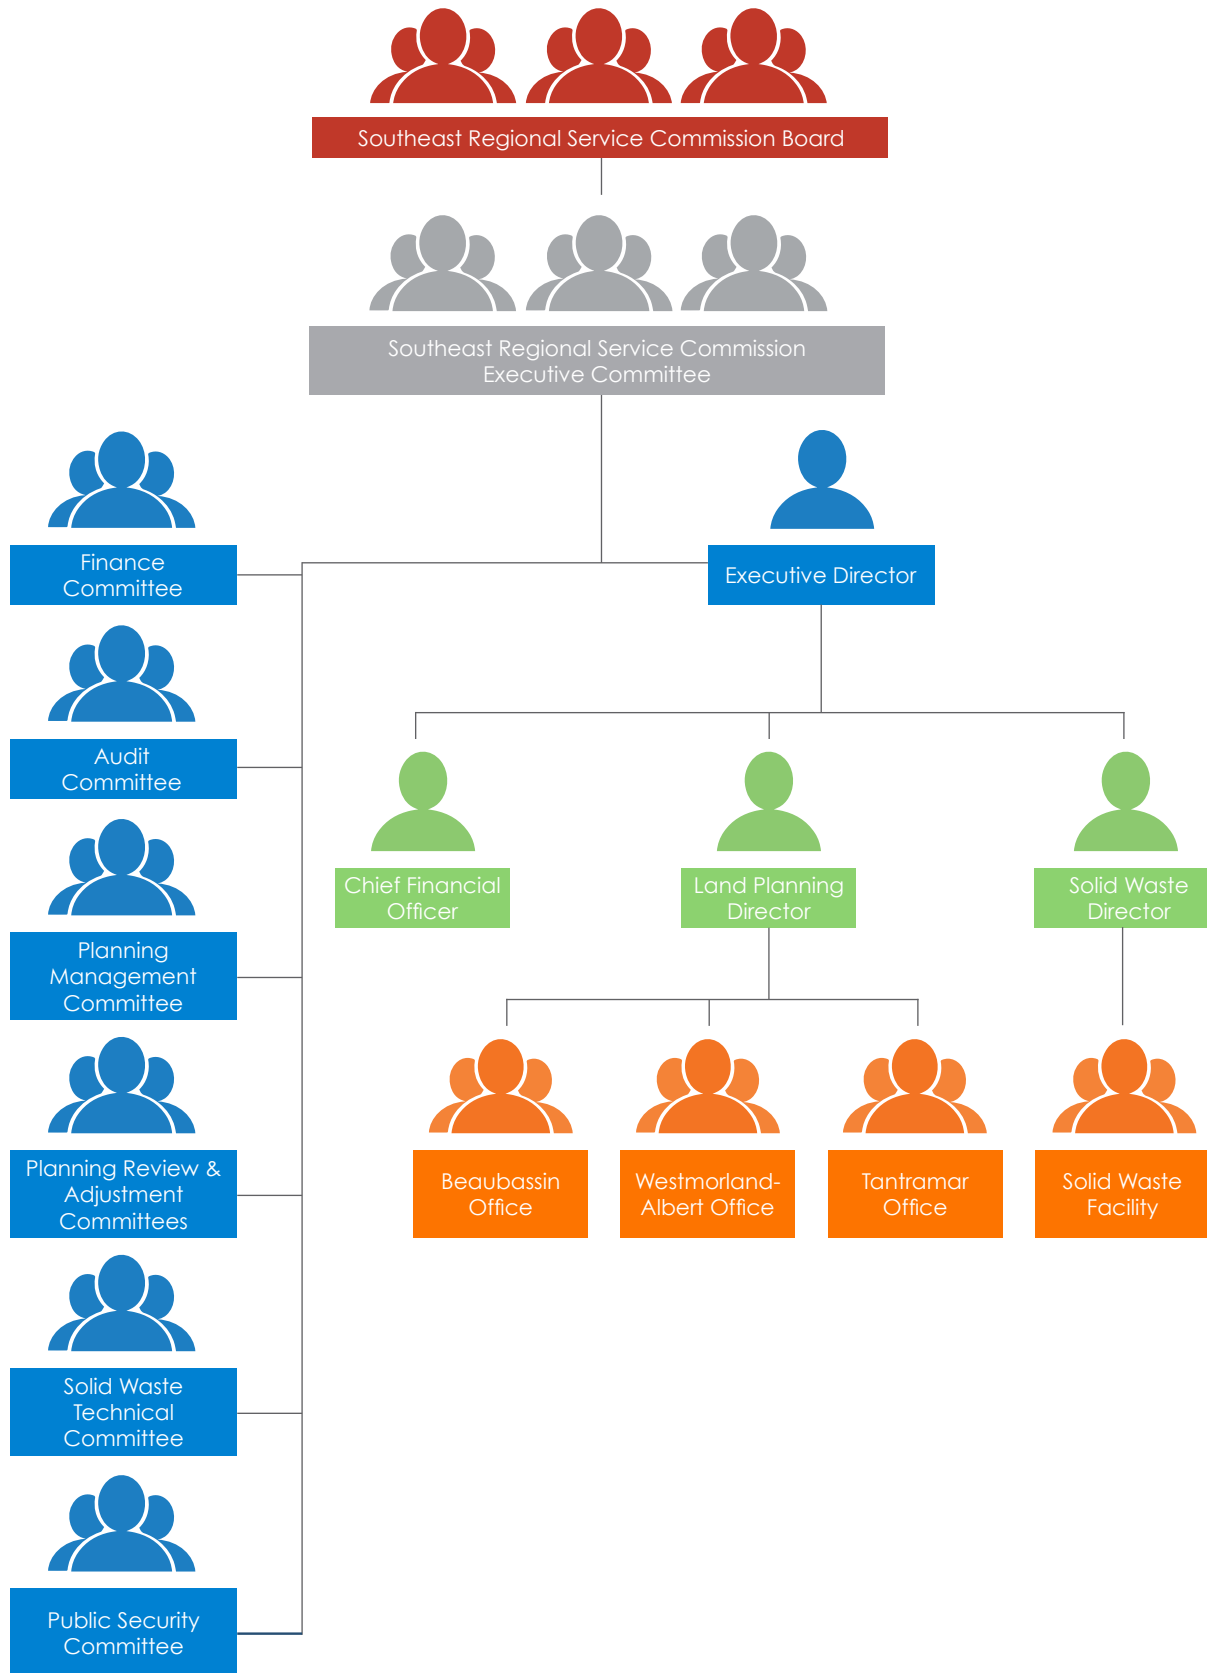 Southeast Regional Service Commission Board
Southeast Regional Service Commission
Executive Committee
Finance
Committee
Executive Director
Audit
Committee
Chief Financial
Officer
Land Planning
Director
Solid Waste
Director
Planning
Management
Committee
Planning Review &
Adjustment
Committees
Beaubassin
Office
Westmorland-
Albert Office
Tantramar
Office
Solid Waste
Facility
Solid Waste
Technical
Committee
Public Security
Committee